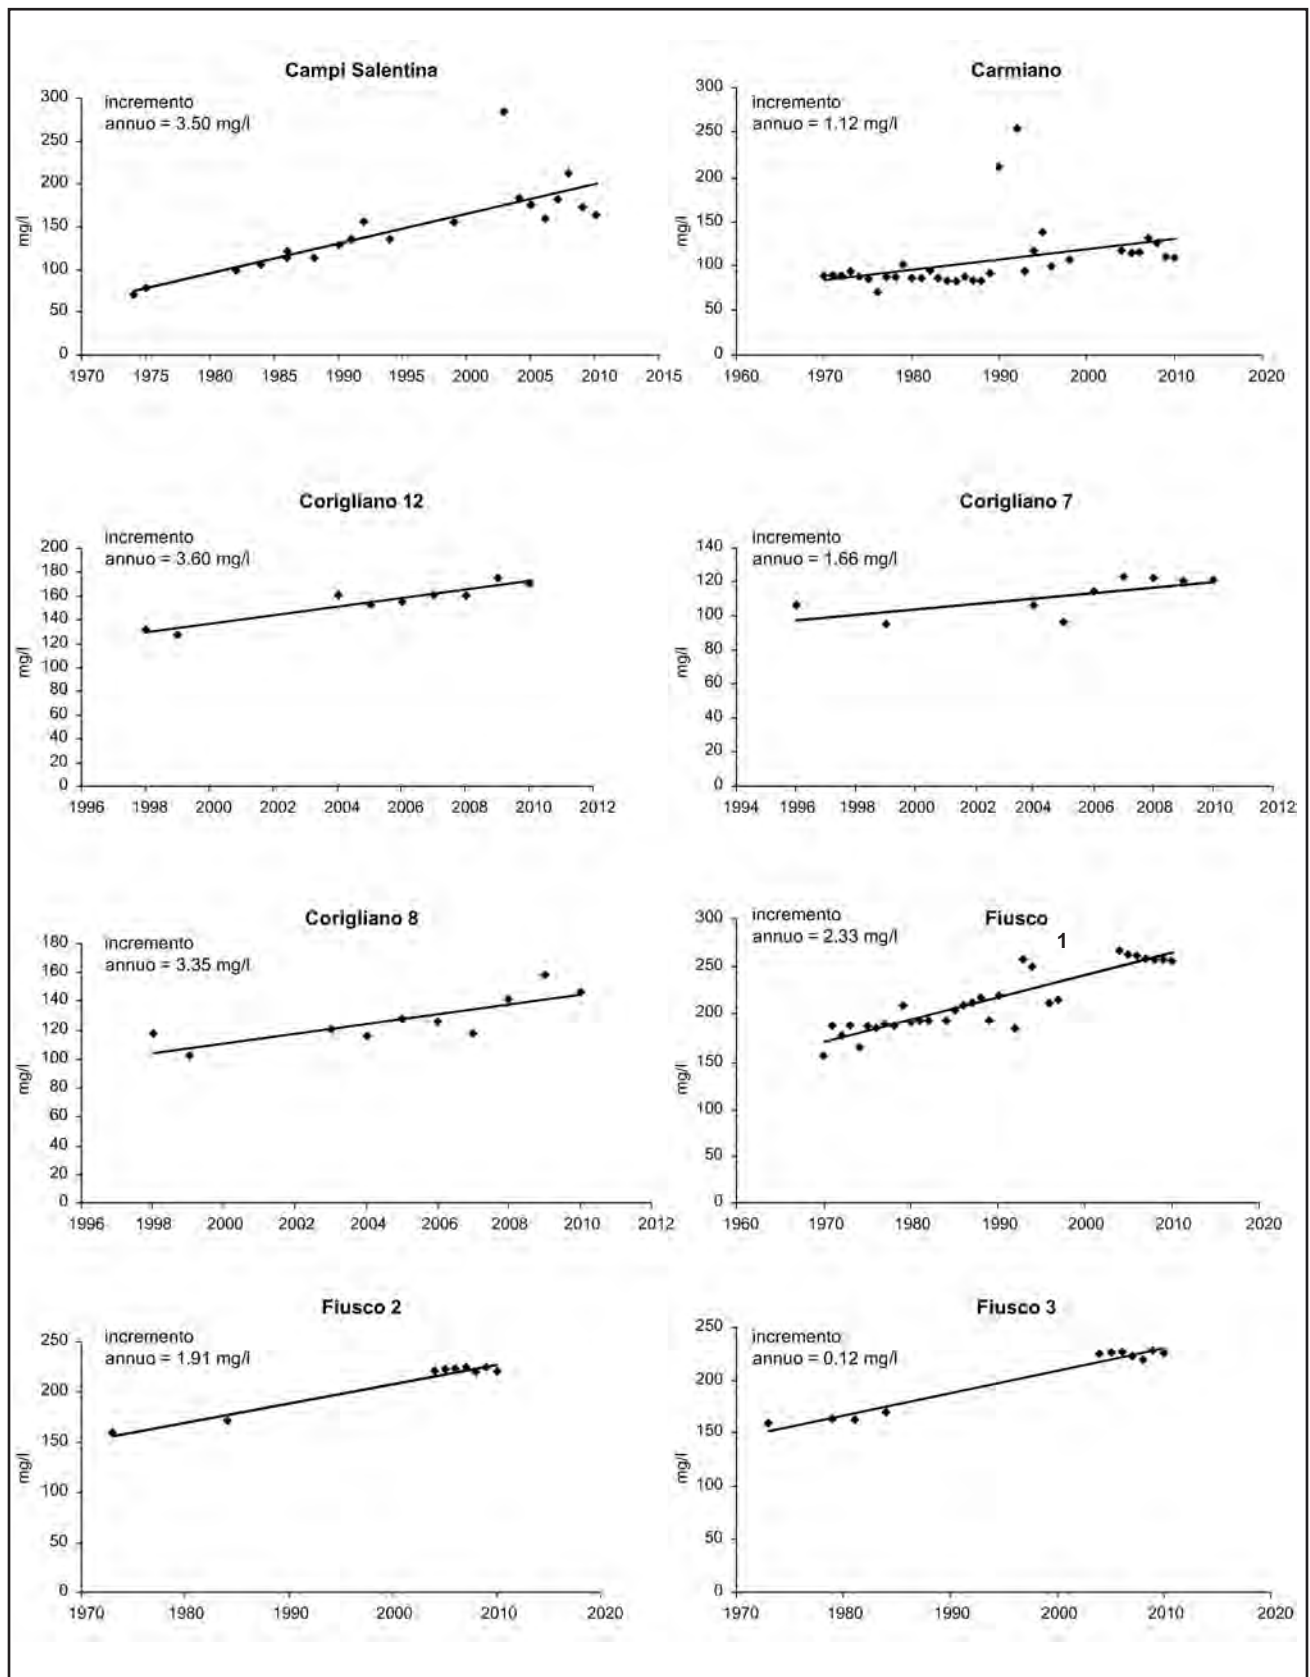 Campi Salentina
incremento
annuo = 3.50 mg/l
300
250
200
150
100
50
0
mg/l
1970 1975 1980 1985 1990 1995 2000 2005 2010 2015
Carmiano
incremento
annuo = 1.12 mg/l
300
250
200
150
100
50
0
mg/l
1960 1970 1980 1990 2000 2010 2020
Corigliano 12
incremento
annuo = 3.60 mg/l
200
180
160
140
120
100
80
60
40
20
0
mg/l
1996 1998 2000 2002 2004 2006 2008 2010 2012
Corigliano 7
incremento
annuo = 1.66 mg/l
140
120
100
80
60
40
20
0
mg/l
1994 1996 1998 2000 2002 2004 2006 2008 2010 2012
Corigliano 8
incremento
annuo = 3.35 mg/l
180
160
140
120
100
80
60
40
20
0
mg/l
1996 1998 2000 2002 2004 2006 2008 2010 2012
Fiusco
1
incremento
annuo = 2.33 mg/l
300
250
200
150
100
50
0
mg/l
1960 1970 1980 1990 2000 2010 2020
Fiusco 2
incremento
annuo = 1.91 mg/l
250
200
150
100
50
0
mg/l
1970 1980 1990 2000 2010 2020
Fiusco 3
incremento
annuo = 0.12 mg/l
250
200
150
100
50
0
mg/l
1970 1980 1990 2000 2010 2020